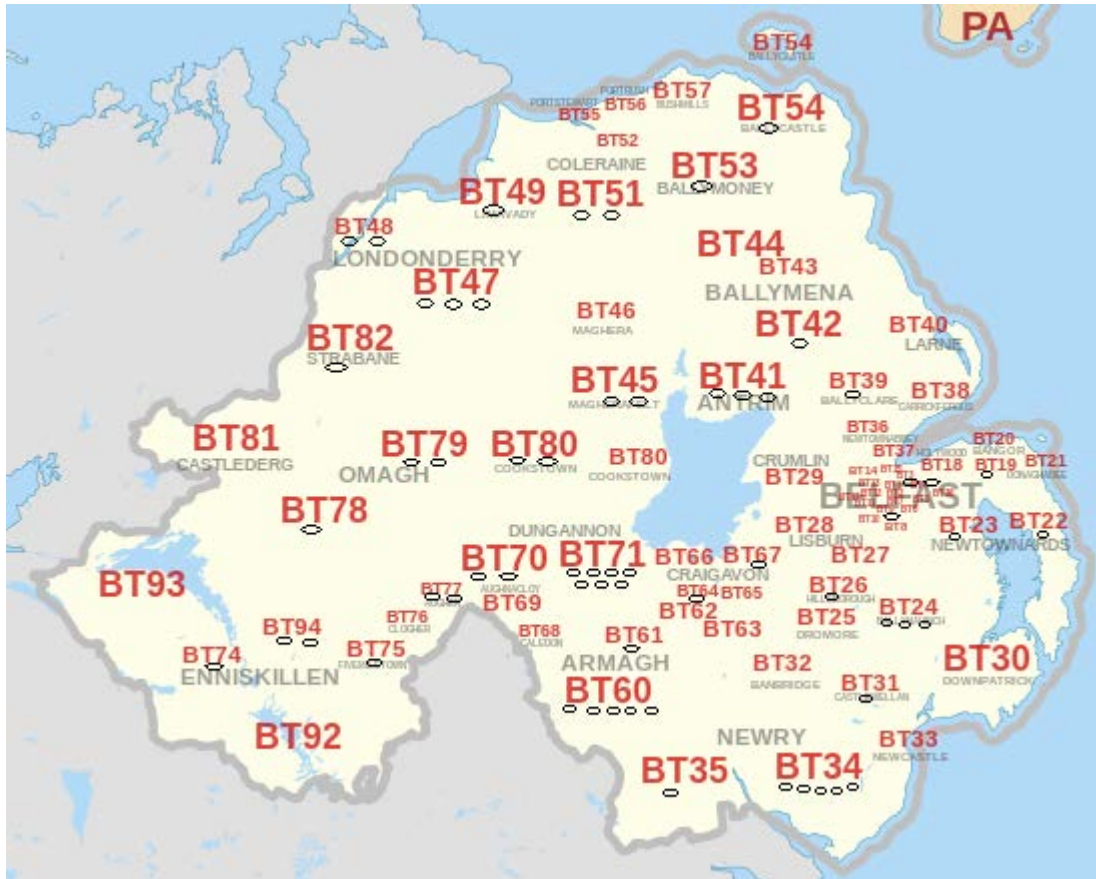 PA
BT54
BALLYCASTLE
BT57
BUSHMILLS
PORTRUSH
BT56
PORTSTEWART
BT55
BT54
BT52
COLERAINE
BT53
BALLYMONEY
BT49
LIMAVADY
BT51
BT48
LONDONDERRY
BT44
BT43
BALLYMENA
BT47
BT46
MAGHERA
BT42
BT40
LARNE
BT82
STRABANE
BT45
MAGHERAFELT
BT41
ANTRIM
BT39
BALLYCLARE
BT38
CARRICKFERGUS
BT81
CASTLEDERG
BT79
OMAGH
BT80
COOKSTOWN
BT80
COOKSTOWN
BT36
NEWTOWNABBEY
BT37
HOLYWOOD
BT20
BANGOR
CRUMLIN
BT29
BT14
BT18
BT19
BT21
DONAGHADEE
BELFAST
BT8
BT78
DUNGANNON
BT28
LISBURN
BT23
NEWTOWNARDS
BT22
BT93
BT70
AUGHNACLOY
BT71
BT66
CRAIGAVON
BT67
BT27
BT77
BT69
BT64
BT65
BT26
HILLSBOROUGH
BT76
CLOGHER
BT62
BT63
BT25
DROMORE
BT24
BT94
BT68
CALEDON
BT61
ARMAGH
BT74
ENNISKILLEN
BT75
FIVEMILETOWN
BT32
BANBRIDGE
BT30
DOWNPATRICK
BT60
BT31
CASTLEWELLAN
BT92
NEWRY
BT33
NEWCASTLE
BT35
BT34